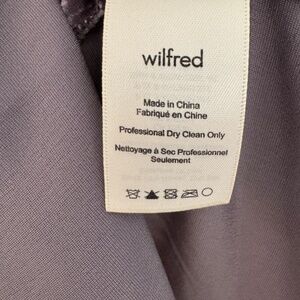 wilfred
Made in China
Fabriqué en Chine
Professional Dry Clean Only
Nettoyage à Sec Professionnel
Seulement